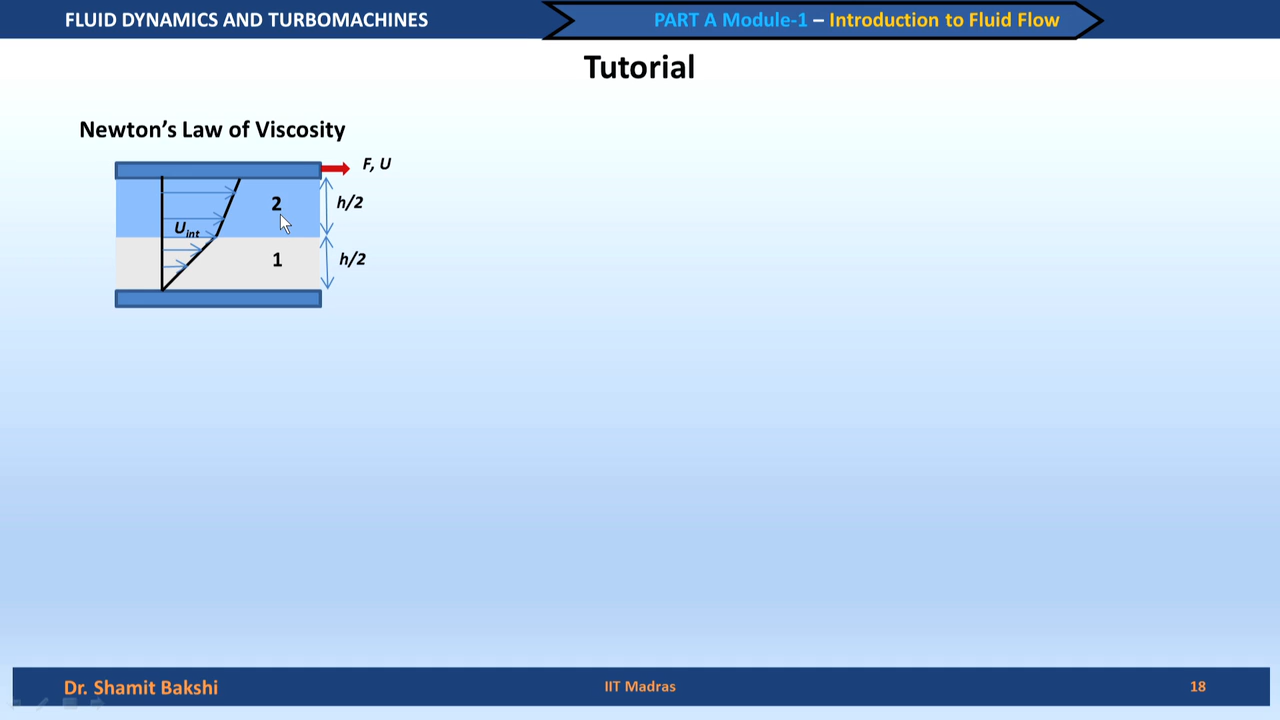 FLUID DYNAMICS AND TURBOMACHINES
PART A Module-1 – Introduction to Fluid Flow
Tutorial
Newton’s Law of Viscosity
F, U
2
h/2
U_int
1
h/2
Dr. Shamit Bakshi
IIT Madras
18